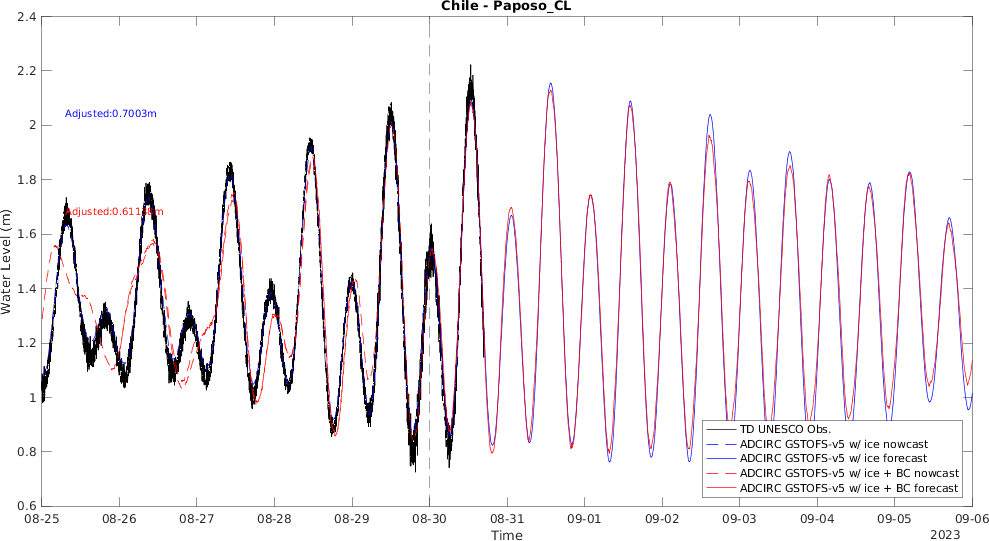 Chile - Paposo_CL
Water Level (m)
2.4
2.2
2
1.8
1.6
1.4
1.2
1
0.8
0.6
Adjusted:0.7003m
TD UNESCO Obs.
ADCIRC GSTOFS-v5 w/ ice nowcast
ADCIRC GSTOFS-v5 w/ ice forecast
ADCIRC GSTOFS-v5 w/ ice + BC nowcast
ADCIRC GSTOFS-v5 w/ ice + BC forecast
08-25
08-26
08-27
08-28
08-29
08-30
08-31
09-01
09-02
09-03
09-04
09-05
09-06
Time
2023